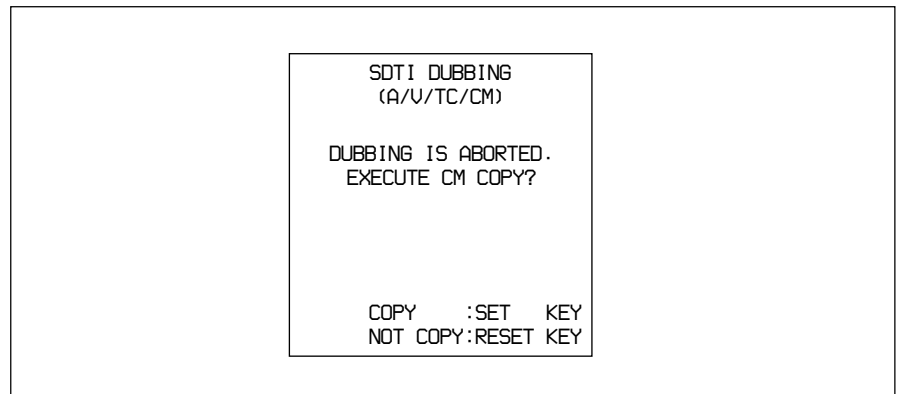 SDTI DUBBING
(A/V/TC/CM)
DUBBING IS ABORTED.
EXECUTE CM COPY?
COPY :SET KEY
NOT COPY:RESET KEY